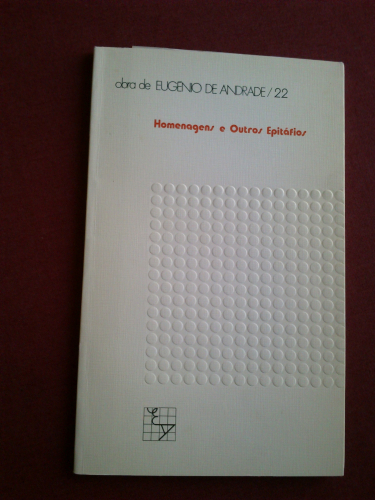 obra de EUGÉNIO DE ANDRADE / 22
Homenagens e Outros Epitáfios